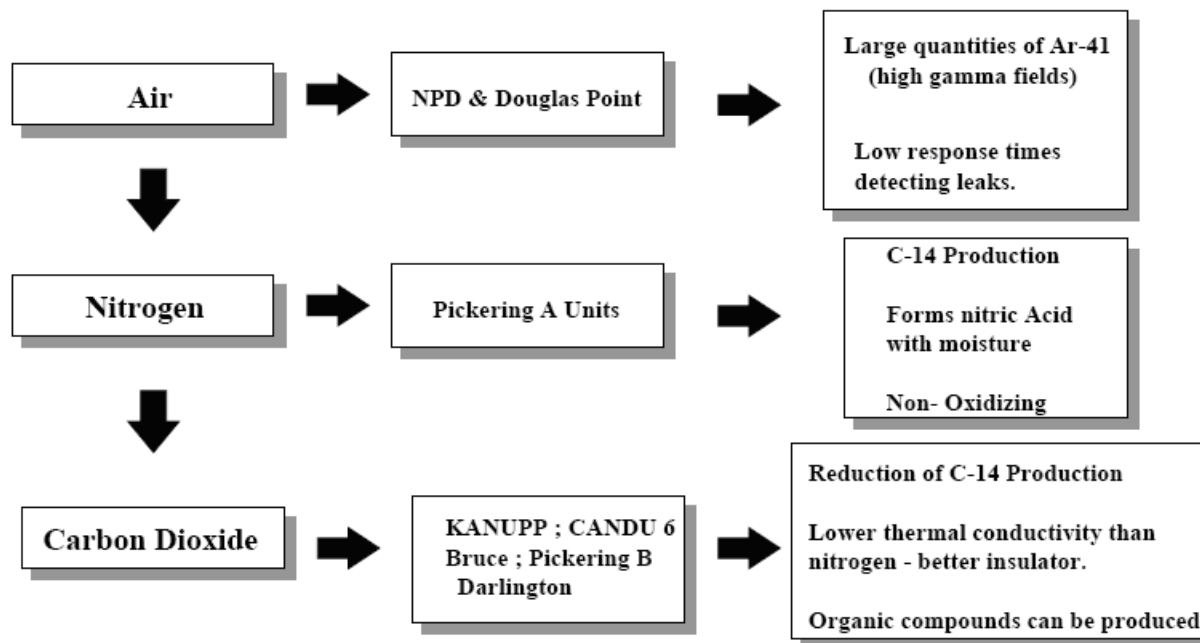 Air
NPD & Douglas Point
Large quantities of Ar-41
(high gamma fields)
Low response times
detecting leaks.
Nitrogen
Pickering A Units
C-14 Production
Forms nitric Acid
with moisture
Non- Oxidizing
Carbon Dioxide
KANUPP ; CANDU 6
Bruce ; Pickering B
Darlington
Reduction of C-14 Production
Lower thermal conductivity than
nitrogen - better insulator.
Organic compounds can be produced